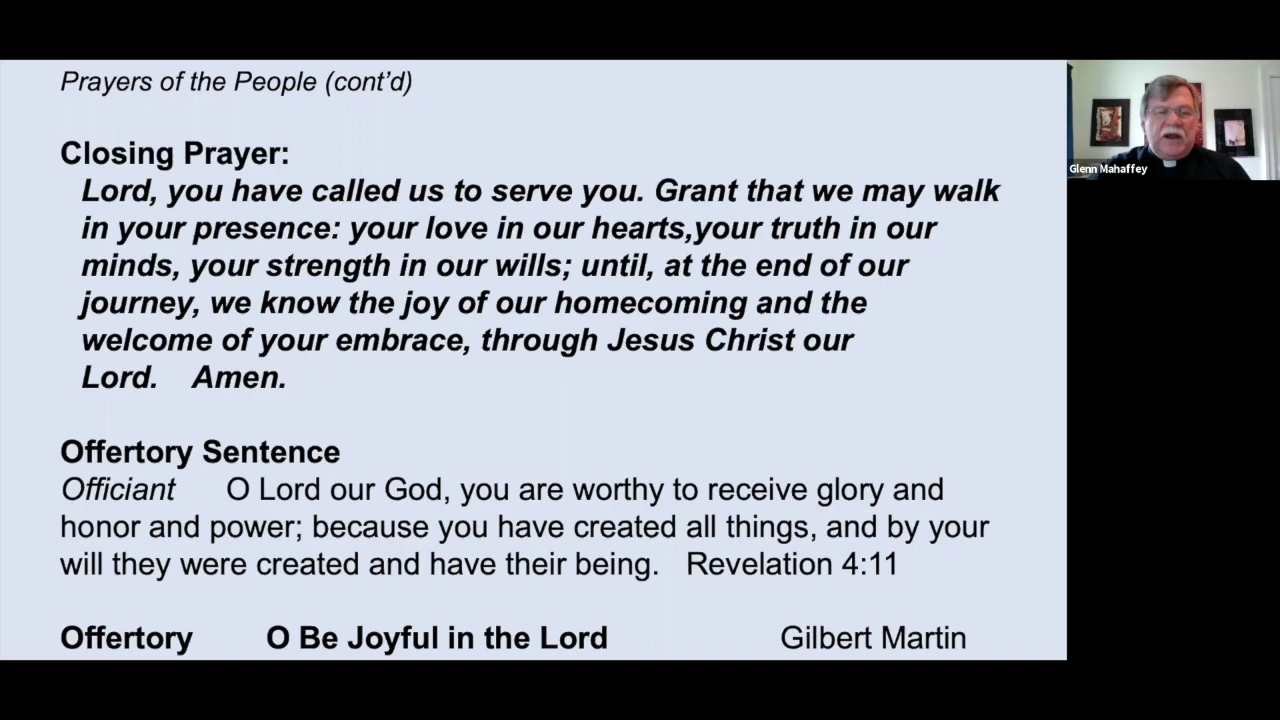 Prayers of the People (cont’d)
Closing Prayer:
Lord, you have called us to serve you. Grant that we may walk
in your presence: your love in our hearts,your truth in our
minds, your strength in our wills; until, at the end of our
journey, we know the joy of our homecoming and the
welcome of your embrace, through Jesus Christ our
Lord. Amen.
Offertory Sentence
Officiant O Lord our God, you are worthy to receive glory and
honor and power; because you have created all things, and by your
will they were created and have their being. Revelation 4:11
Offertory O Be Joyful in the Lord Gilbert Martin
Glenn Mahaffey